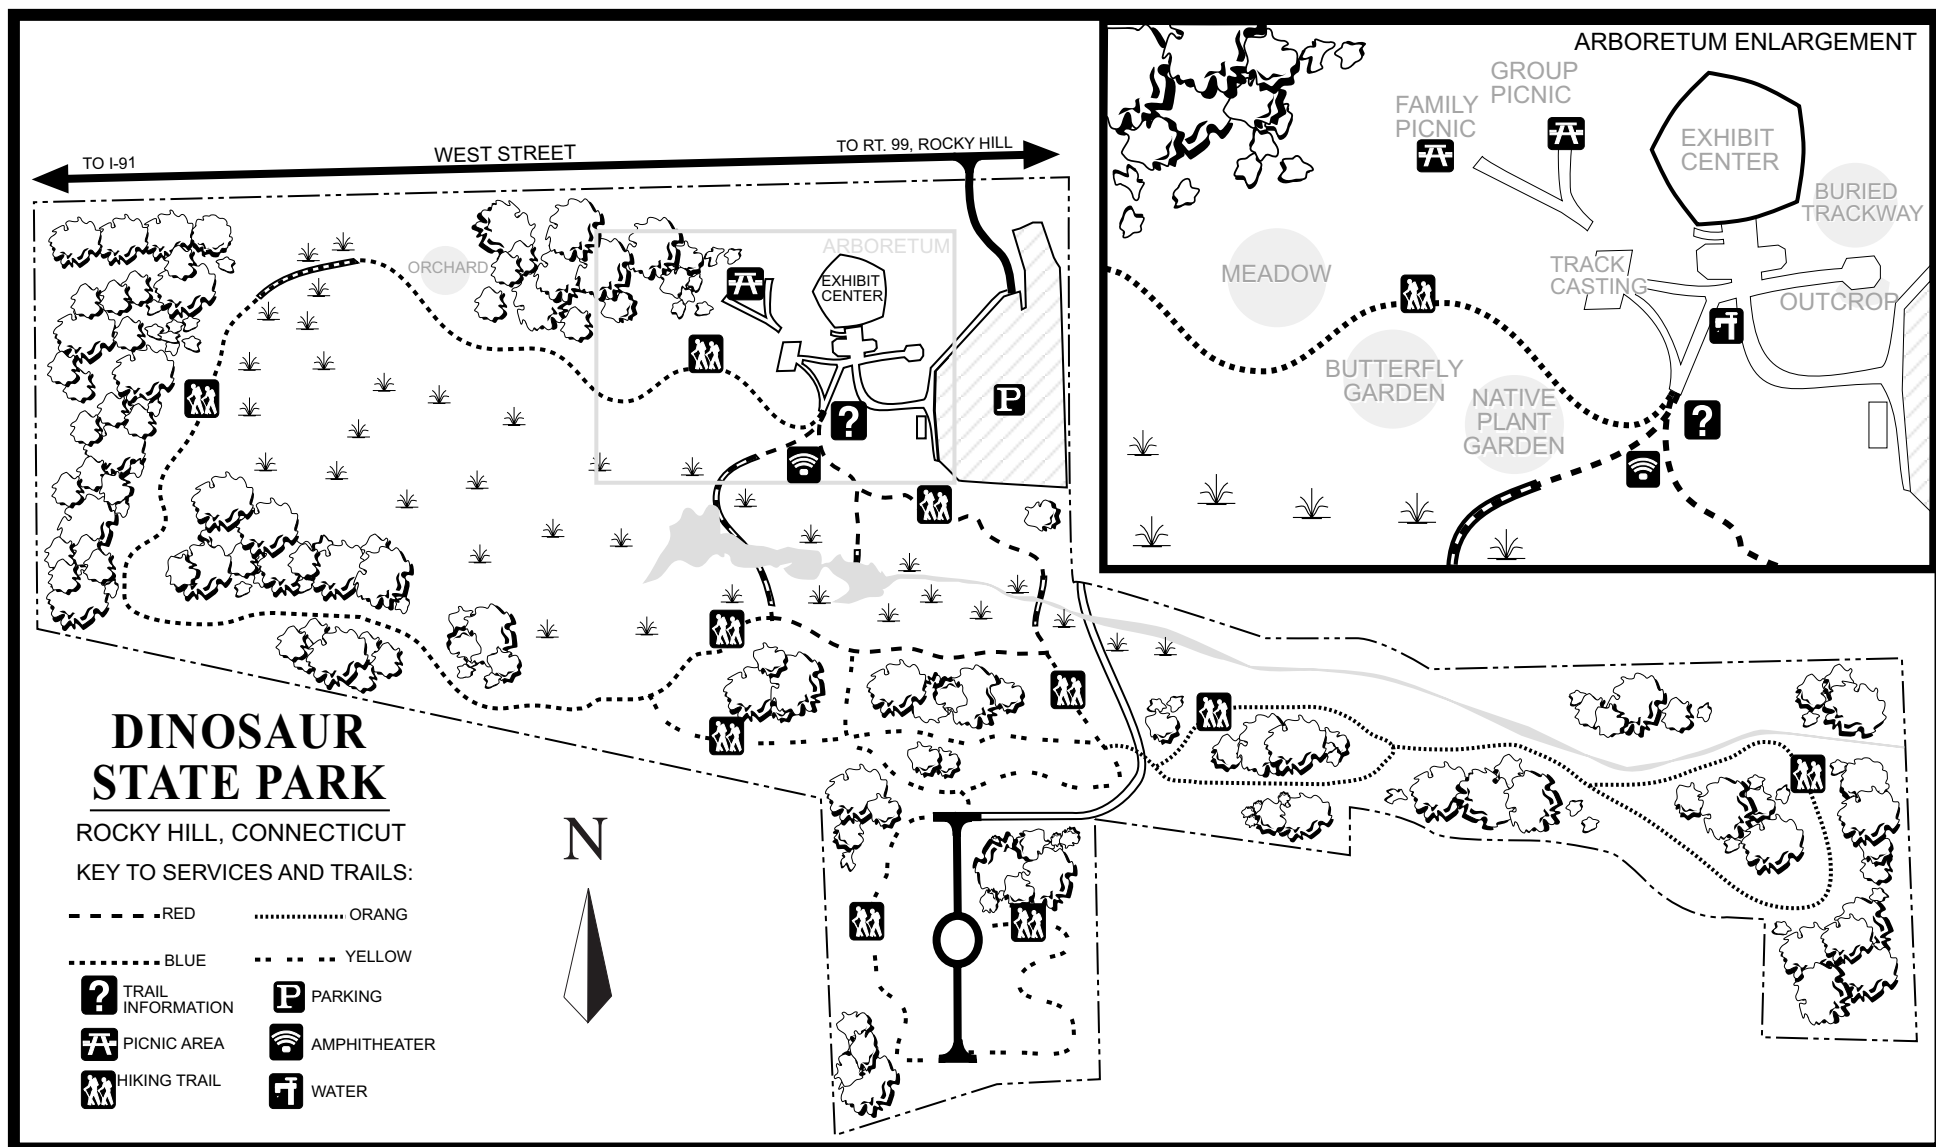 ARBORETUM ENLARGEMENT
GROUP
PICNIC
FAMILY
PICNIC
EXHIBIT
CENTER
BURIED
TRACKWAY
MEADOW
TRACK
CASTING
OUTCROP
BUTTERFLY
GARDEN
NATIVE
PLANT
GARDEN
?
TO I-91
WEST STREET
TO RT. 99, ROCKY HILL
ORCHARD
ARBORETUM
EXHIBIT
CENTER
P
?
DINOSAUR
STATE PARK
ROCKY HILL, CONNECTICUT
KEY TO SERVICES AND TRAILS:
RED
ORANG
BLUE
YELLOW
? TRAIL
INFORMATION
P PARKING
PICNIC AREA
AMPHITHEATER
HIKING TRAIL
WATER
N